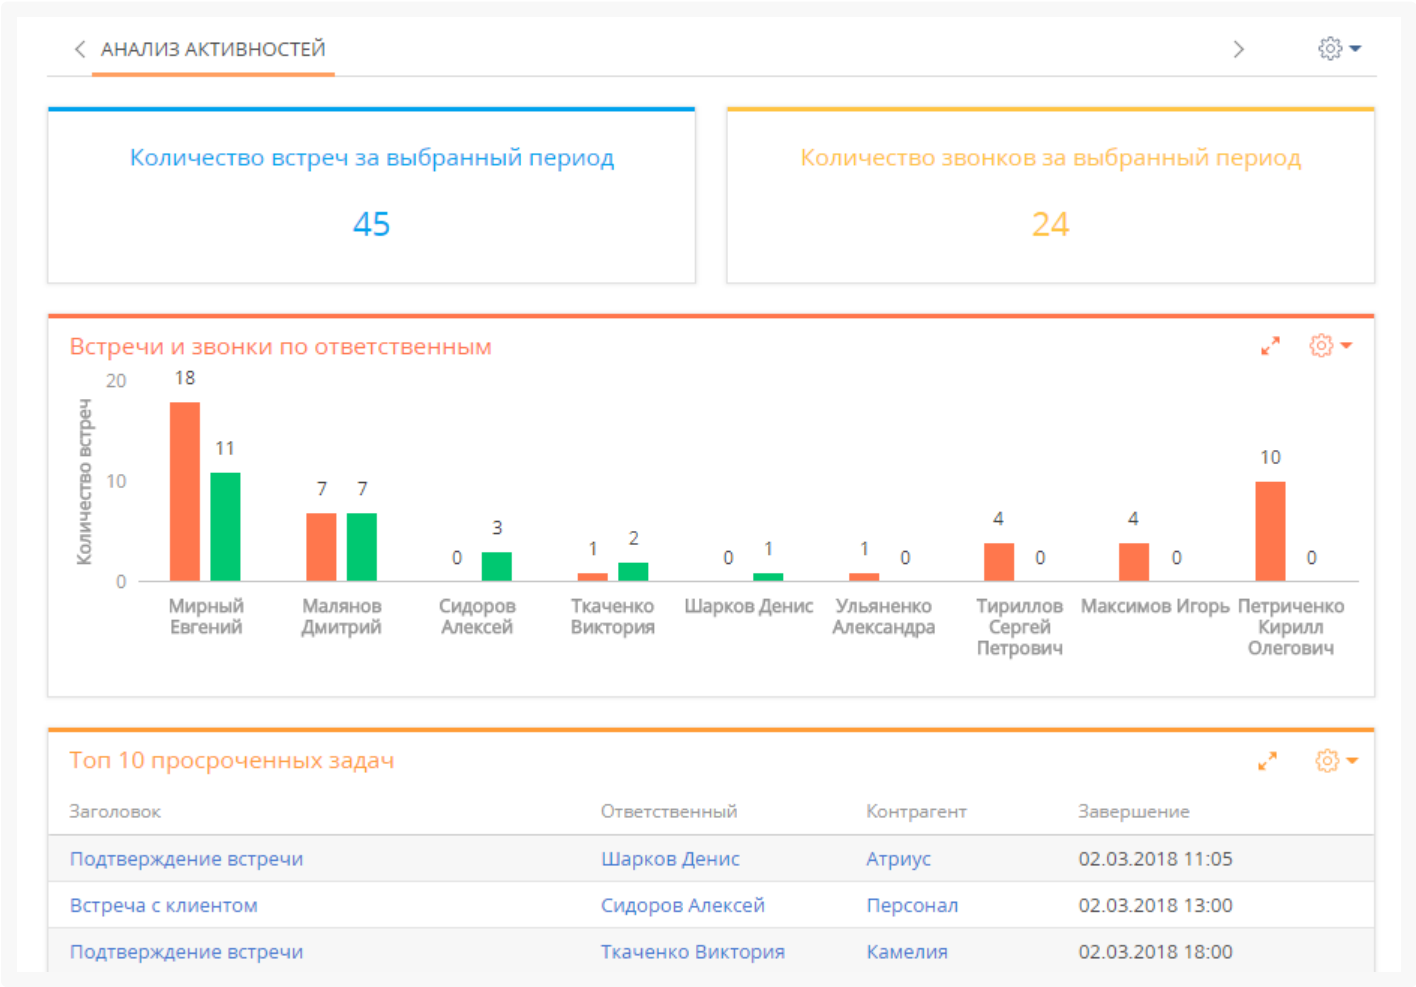 АНАЛИЗ АКТИВНОСТЕЙ
Количество встреч за выбранный период
45
Количество звонков за выбранный период
24
Встречи и звонки по ответственным
Количество встреч
20
10
0
18
11
7
7
0
3
1
2
0
1
1
0
4
0
4
0
10
0
Мирный
Евгений
Малянов
Дмитрий
Сидоров
Алексей
Ткаченко
Виктория
Шарков Денис
Ульяненко
Александра
Тириллов
Сергей
Петрович
Максимов Игорь
Петриченко
Кирилл
Олегович
Топ 10 просроченных задач
Заголовок Ответственный Контрагент Завершение
Подтверждение встречи Шарков Денис Атриус 02.03.2018 11:05
Встреча с клиентом Сидоров Алексей Персонал 02.03.2018 13:00
Подтверждение встречи Ткаченко Виктория Камелия 02.03.2018 18:00